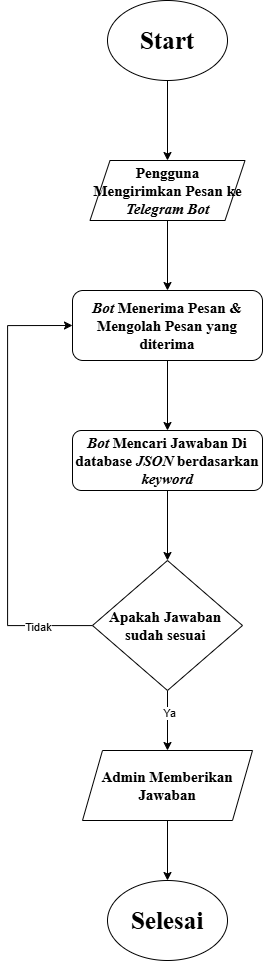 Start
Pengguna
Mengirimkan Pesan ke
Telegram Bot
Bot Menerima Pesan &
Mengolah Pesan yang
diterima
Bot Mencari Jawaban Di
database JSON berdasarkan
keyword
Apakah Jawaban
sudah sesuai
Tidak
Ya
Admin Memberikan
Jawaban
Selesai